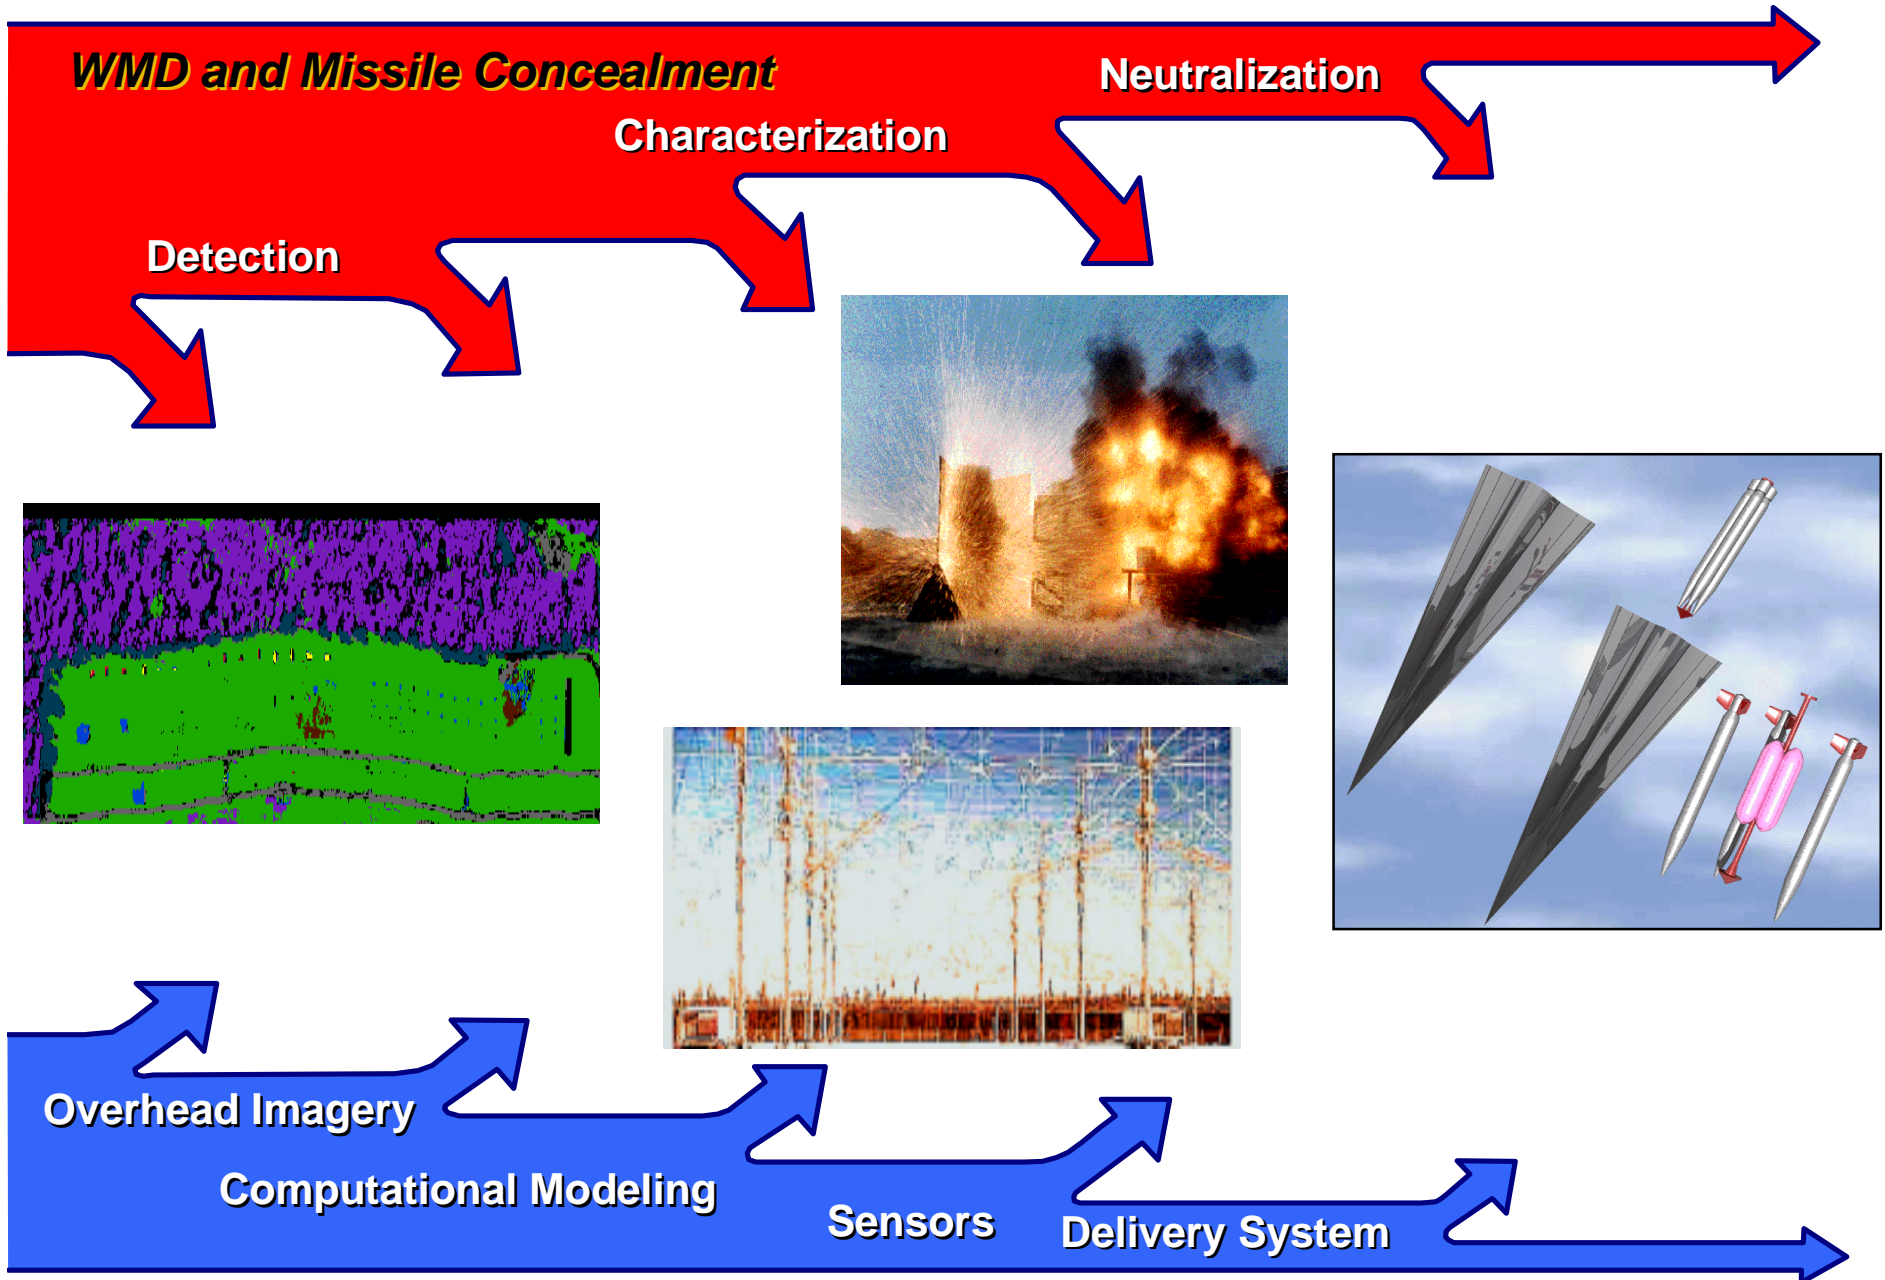 WMD and Missile Concealment
Neutralization
Characterization
Detection
Overhead Imagery
Computational Modeling
Sensors
Delivery System